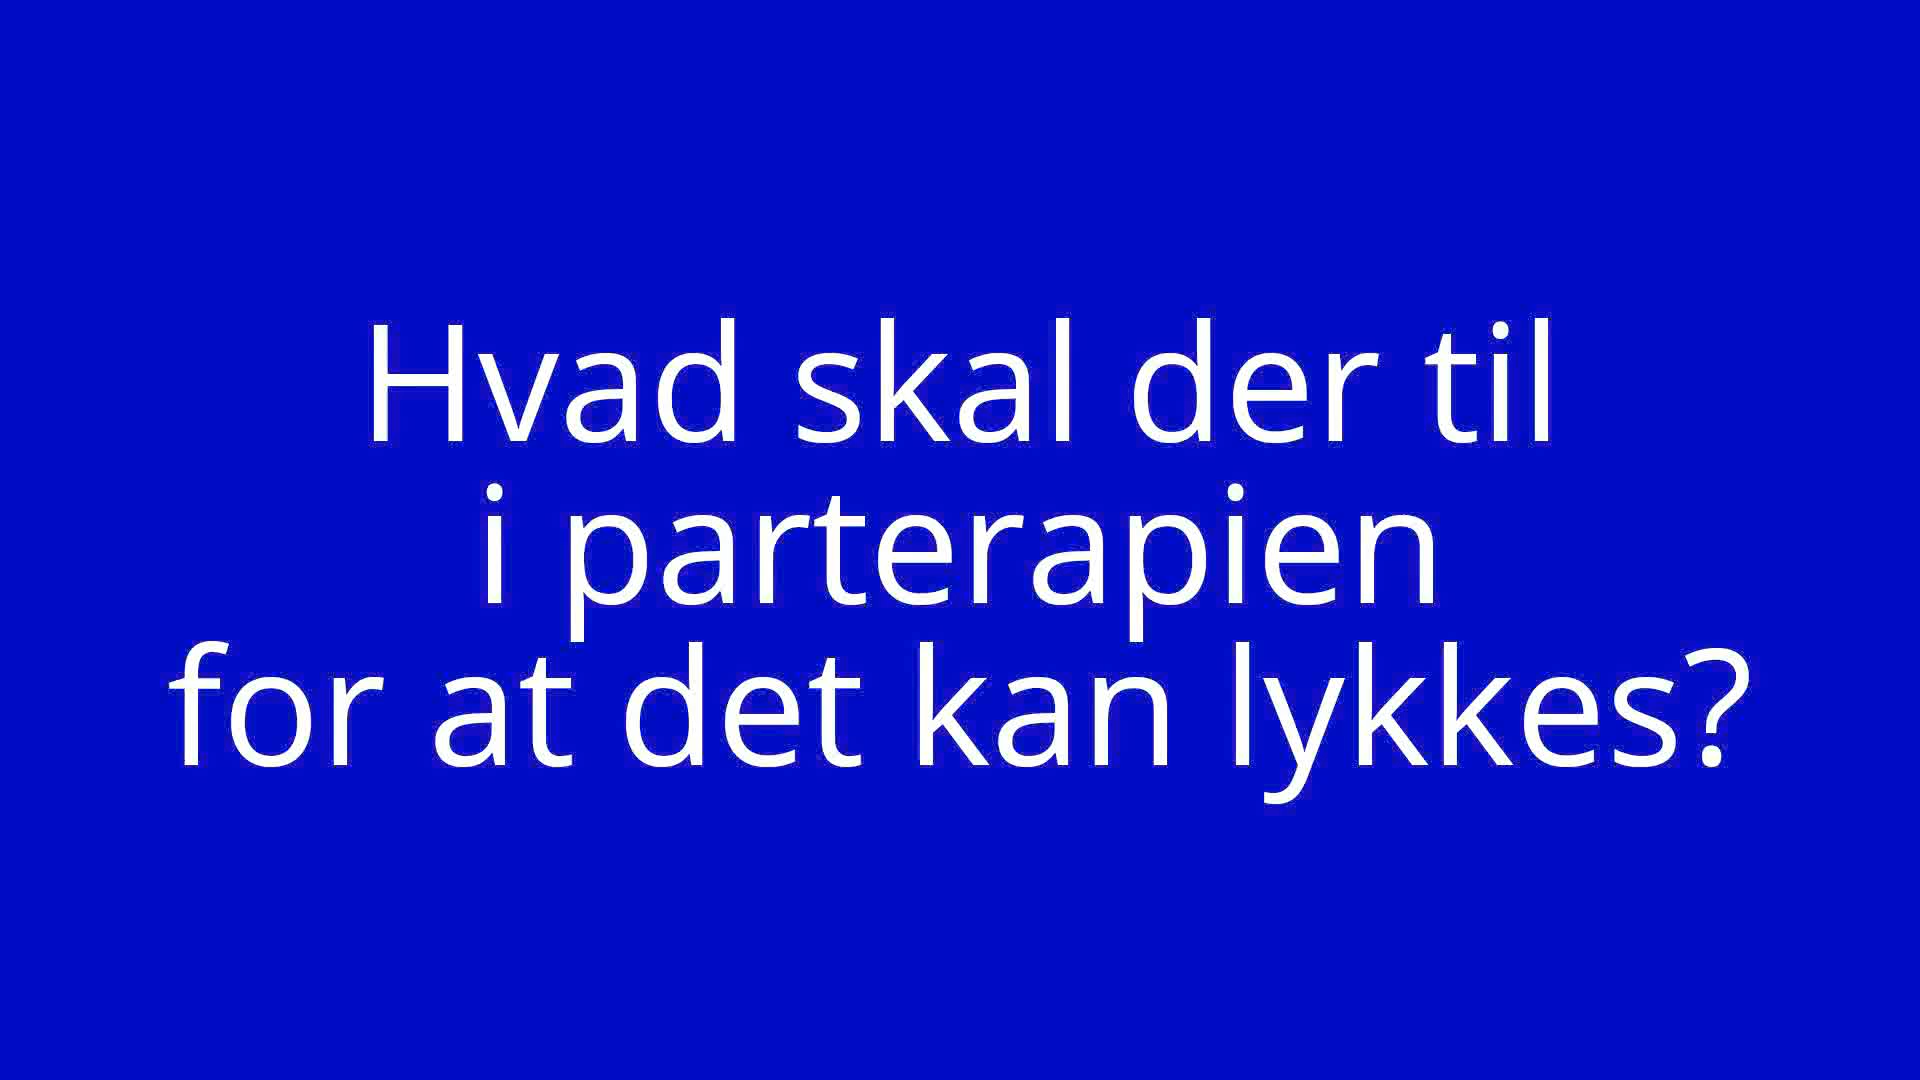 Hvad skal der til
i parterapien
for at det kan lykkes?